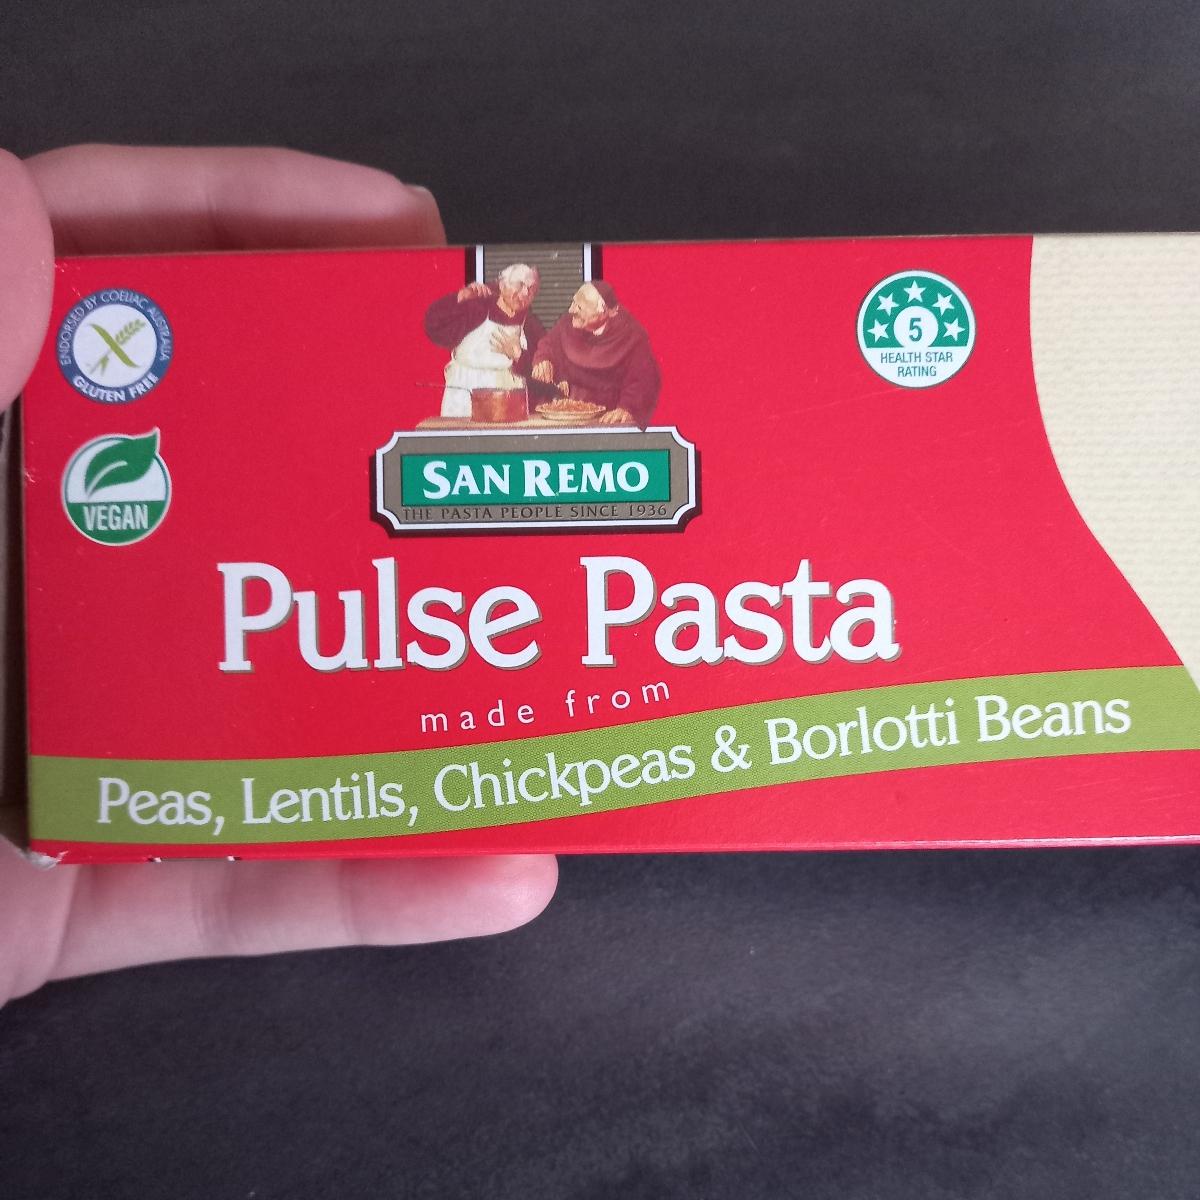 ENDORSED BY COELIAC AUSTRALIA
GLUTEN FREE
5
HEALTH STAR
RATING
VEGAN
SAN REMO
THE PASTA PEOPLE SINCE 1936
Pulse Pasta
made from
Peas, Lentils, Chickpeas & Borlotti Beans